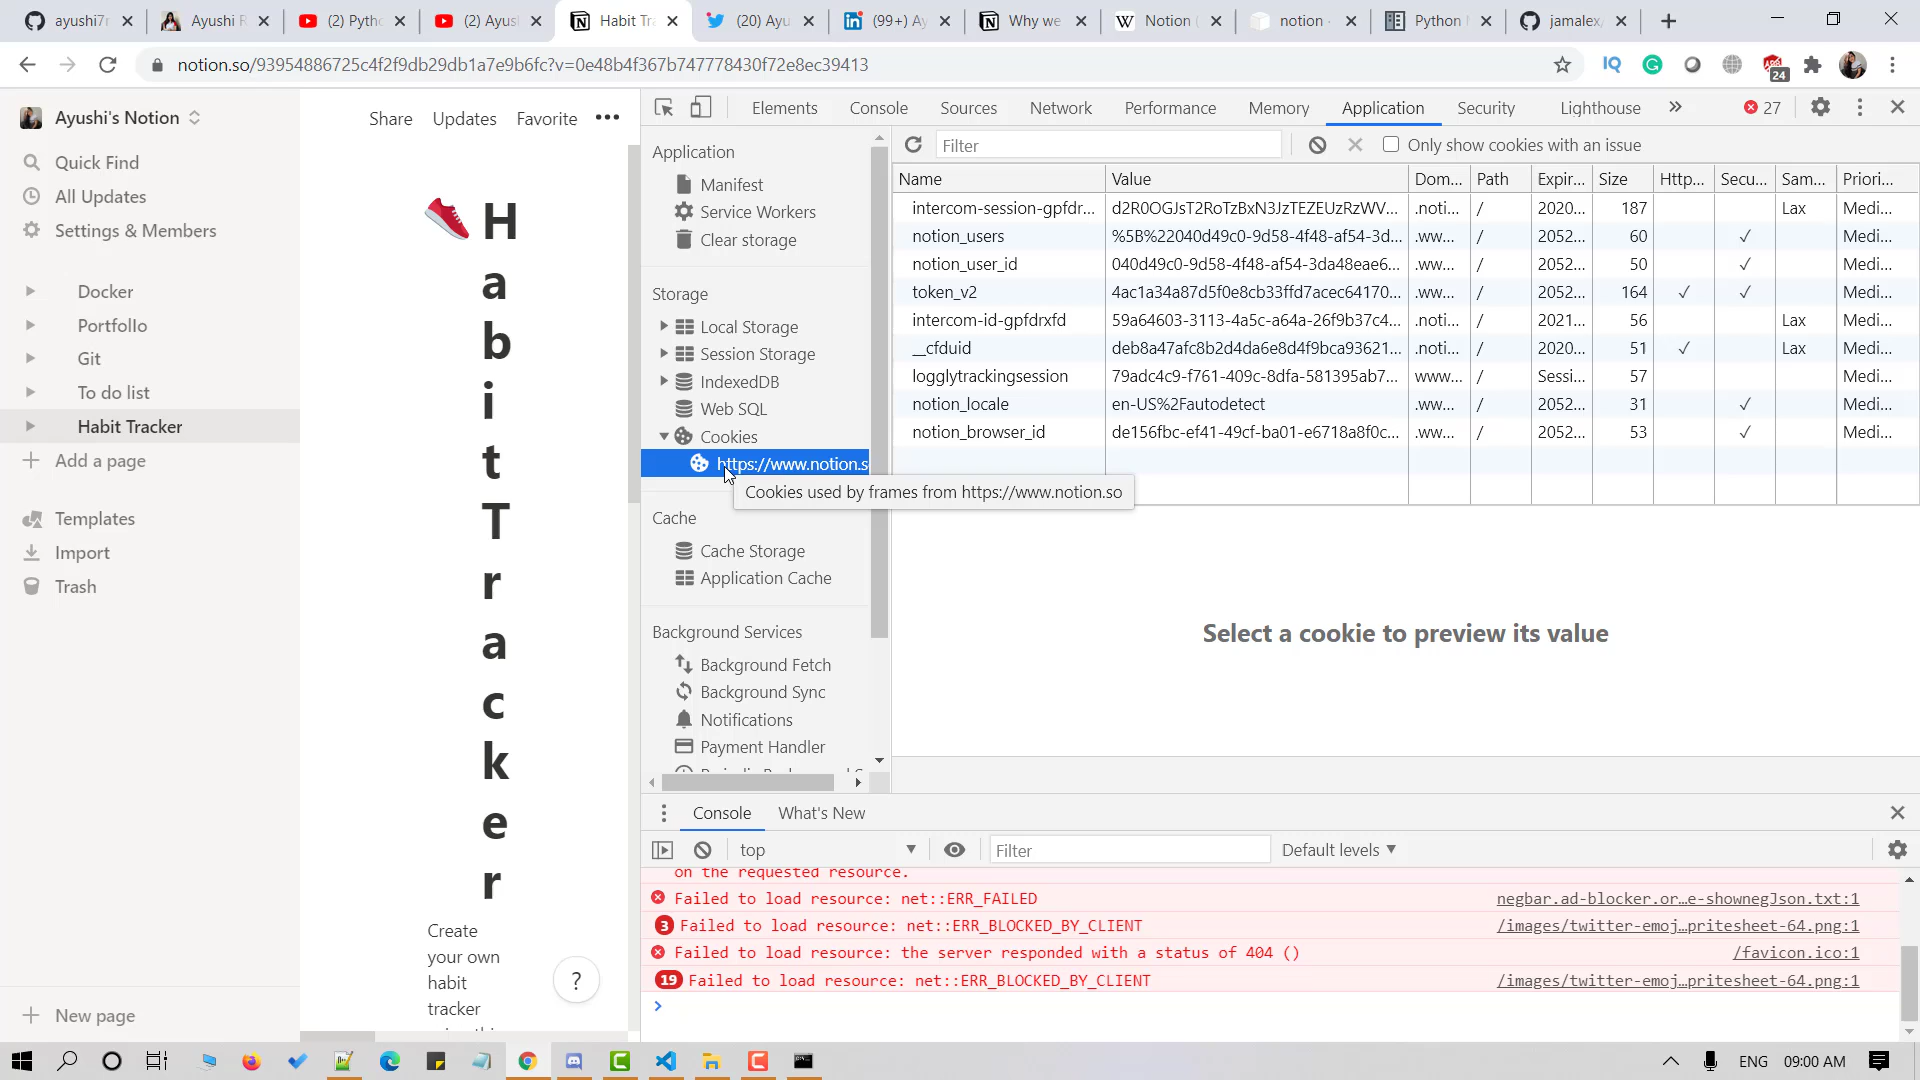 ayushi7r
Ayushi R
(2) Pytho
(2) Ayush
Habit Tr
(20) Ayu
(99+) Ay
Why we
Notion (
notion ·
Python
jamalex/
notion.so/93954886725c4f2f9db29db1a7e9b6fc?v=0e48b4f367b747778430f72e8ec39413
24
Ayushi's Notion
Quick Find
All Updates
Settings & Members
Docker
Portfollo
Git
To do list
Habit Tracker
Add a page
Templates
Import
Trash
New page
Share Updates Favorite •••
H
a
b
i
t
T
r
a
c
k
e
r
Create
your own
habit
tracker
?
Elements Console Sources Network Performance Memory Application Security Lighthouse » 27
Application
Manifest
Service Workers
Clear storage
Storage
Local Storage
Session Storage
IndexedDB
Web SQL
Cookies
https://www.notion.s
Cache
Cache Storage
Application Cache
Background Services
Background Fetch
Background Sync
Notifications
Payment Handler
Filter
Only show cookies with an issue
Name Value Dom... Path Expir... Size Http... Secu... Sam... Priori...
intercom-session-gpfdr... d2R0OGJsT2RoTzBxN3JzTEZEUzRzWV... .noti... / 2020... 187 Lax Medi...
notion_users %5B%22040d49c0-9d58-4f48-af54-3d... .ww... / 2052... 60 ✓ Medi...
notion_user_id 040d49c0-9d58-4f48-af54-3da48eae6... .ww... / 2052... 50 ✓ Medi...
token_v2 4ac1a34a87d5f0e8cb33ffd7acec64170... .ww... / 2052... 164 ✓ ✓ Medi...
intercom-id-gpfdrxfd 59a64603-3113-4a5c-a64a-26f9b37c4... .noti... / 2021... 56 Lax Medi...
__cfduid deb8a47afc8b2d4da6e8d4f9bca93621... .noti... / 2020... 51 ✓ Lax Medi...
logglytrackingsession 79adc4c9-f761-409c-8dfa-581395ab7... www... / Sessi... 57 Medi...
notion_locale en-US%2Fautodetect .ww... / 2052... 31 ✓ Medi...
notion_browser_id de156fbc-ef41-49cf-ba01-e6718a8f0c... .ww... / 2052... 53 ✓ Medi...
Cookies used by frames from https://www.notion.so
Select a cookie to preview its value
Console What's New
top Filter Default levels
on the requested resource.
Failed to load resource: net::ERR_FAILED negbar.ad-blocker.or…e-shownegJson.txt:1
3 Failed to load resource: net::ERR_BLOCKED_BY_CLIENT /images/twitter-emoj…pritesheet-64.png:1
Failed to load resource: the server responded with a status of 404 () /favicon.ico:1
19 Failed to load resource: net::ERR_BLOCKED_BY_CLIENT /images/twitter-emoj…pritesheet-64.png:1
ENG 09:00 AM